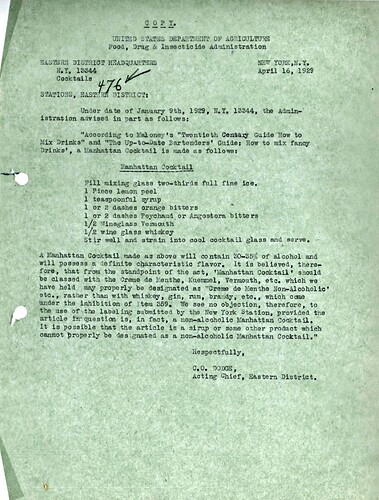 C O P Y.
UNITED STATES DEPARTMENT OF AGRICULTURE
Food, Drug & Insecticide Administration
EASTERN DISTRICT HEADQUARTERS NEW YORK,N.Y.
N.Y. 13344 April 16, 1929
Cocktails
476
STATIONS, EASTERN DISTRICT:
Under date of January 9th, 1929, N.Y. 13344, the Admin-
istration advised in part as follows:
"According to Maloney's "Twentieth Century Guide How to
Mix Drinks" and "The Up-to-Date Bartenders' Guide: How to mix fancy
Drinks', a Manhattan Cocktail is made as follows:
Manhattan Cocktail
Fill mixing glass two-thirds full fine ice.
1 Piece lemon peel
1 teaspoonful syrup
1 or 2 dashes orange bitters
1 or 2 dashes Peychaud or Angostera bitters
1/2 Wineglass Vermouth
1/2 wine glass whiskey
Stir well and strain into cool cocktail glass and serve.
A Manhattan Cocktail made as above will contain 30-35% of alcohol and
will possess a definite characteristic flavor. It is believed, there-
fore, that from the standpoint of the act, 'Manhattan Cocktail' should
be classed with the Creme de Menthe, Kuemmel, Vermouth, etc. which we
have held may properly be designated as 'Creme de Menthe Non-Alcoholic'
etc., rather than with whiskey, gin, rum, brandy, etc., which come
under the inhibition of item 359. We see no objection, therefore, to
the use of the labeling submitted by the New York Station, provided the
article in question is, in fact, a non-alcoholic Manhattan Cocktail.
It is possible that the article is a sirup or some other product which
cannot properly be designated as a non-alcoholic Manhattan Cocktail."
Respectfully,
C.O. DODGE,
Acting Chief, Eastern District.